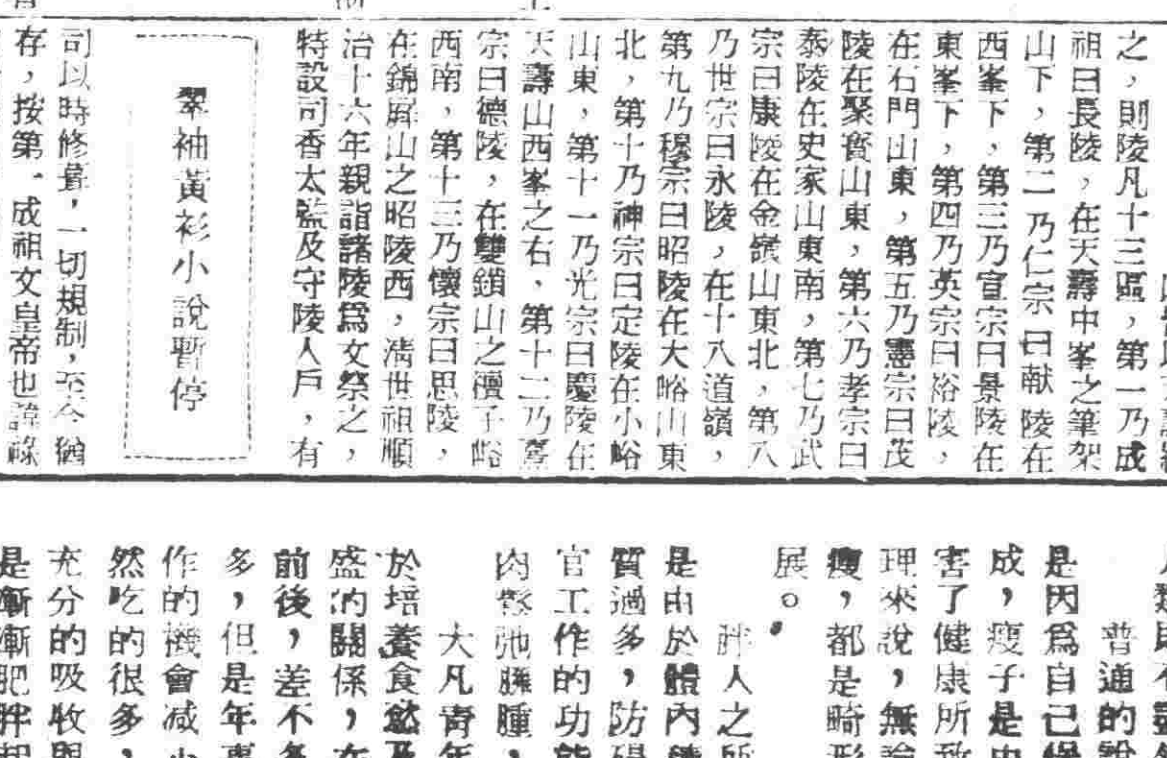 之，則陵凡十三區，第一乃成
祖曰長陵，在天壽中峯之筆架
山下，第二乃仁宗曰献陵在
西峯下，第三乃宣宗曰景陵在
東峯下，第四乃英宗曰裕陵，
在石門山東，第五乃憲宗曰茂
陵在聚寳山東，第六乃孝宗曰
泰陵在史家山東南，第七乃武
宗曰康陵在金嶺山東北，第八
乃世宗曰永陵，在十八道嶺，
第九乃穆宗曰昭陵在大峪山東
北，第十乃神宗曰定陵在小峪
山東，第十一乃光宗曰慶陵在
天壽山西峯之右，第十二乃熹
宗曰德陵，在雙鎖山之檀子峪
西南，第十三乃懷宗曰思陵，
在錦屏山之昭陵西，清世祖順
治十六年親詣諸陵爲文祭之，
特設司香太監及守陵人戶，有
翠袖黃衫小說暫停
司以時修葺，一切規制，至今猶
存，按第一成祖文皇帝也諱祿
普通的說
是因爲自己
成，瘦子是由
害了健康所致
理來說，無論
瘦，都是畸形
展。
胖人之所
是由於體內
質過多，防碍
官工作的功能
肉弛臃腫，
大凡青年
於培養食慾及
盛的關係，在
前後，差不多
多，但是年事
作的機會减少
然吃的很多，
充分的吸收
是漸漸肥胖起